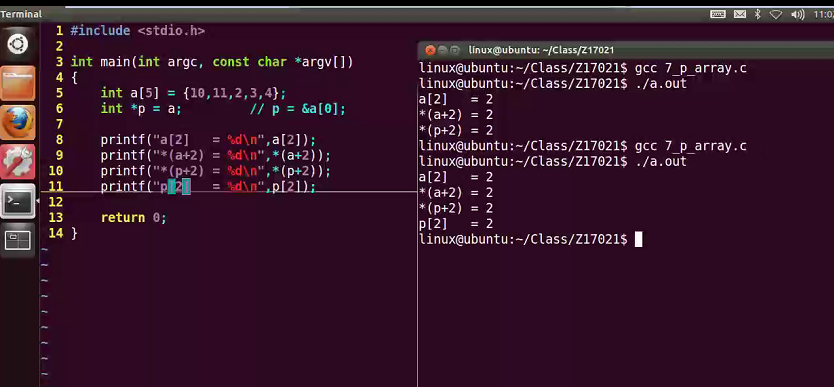 Terminal
11:0
1 #include <stdio.h>
2
3 int main(int argc, const char *argv[])
4 {
5     int a[5] = {10,11,2,3,4};
6     int *p = a;          // p = &a[0];
7
8     printf("a[2]   = %d\n",a[2]);
9     printf("*(a+2) = %d\n",*(a+2));
10     printf("*(p+2) = %d\n",*(p+2));
11     printf("p[2]   = %d\n",p[2]);
12
13     return 0;
14 }
~
~
~
~
~
~
~
~
~
linux@ubuntu: ~/Class/Z17021
linux@ubuntu:~/Class/Z17021$ gcc 7_p_array.c
linux@ubuntu:~/Class/Z17021$ ./a.out
a[2]   = 2
*(a+2) = 2
*(p+2) = 2
linux@ubuntu:~/Class/Z17021$ gcc 7_p_array.c
linux@ubuntu:~/Class/Z17021$ ./a.out
a[2]   = 2
*(a+2) = 2
*(p+2) = 2
p[2]   = 2
linux@ubuntu:~/Class/Z17021$